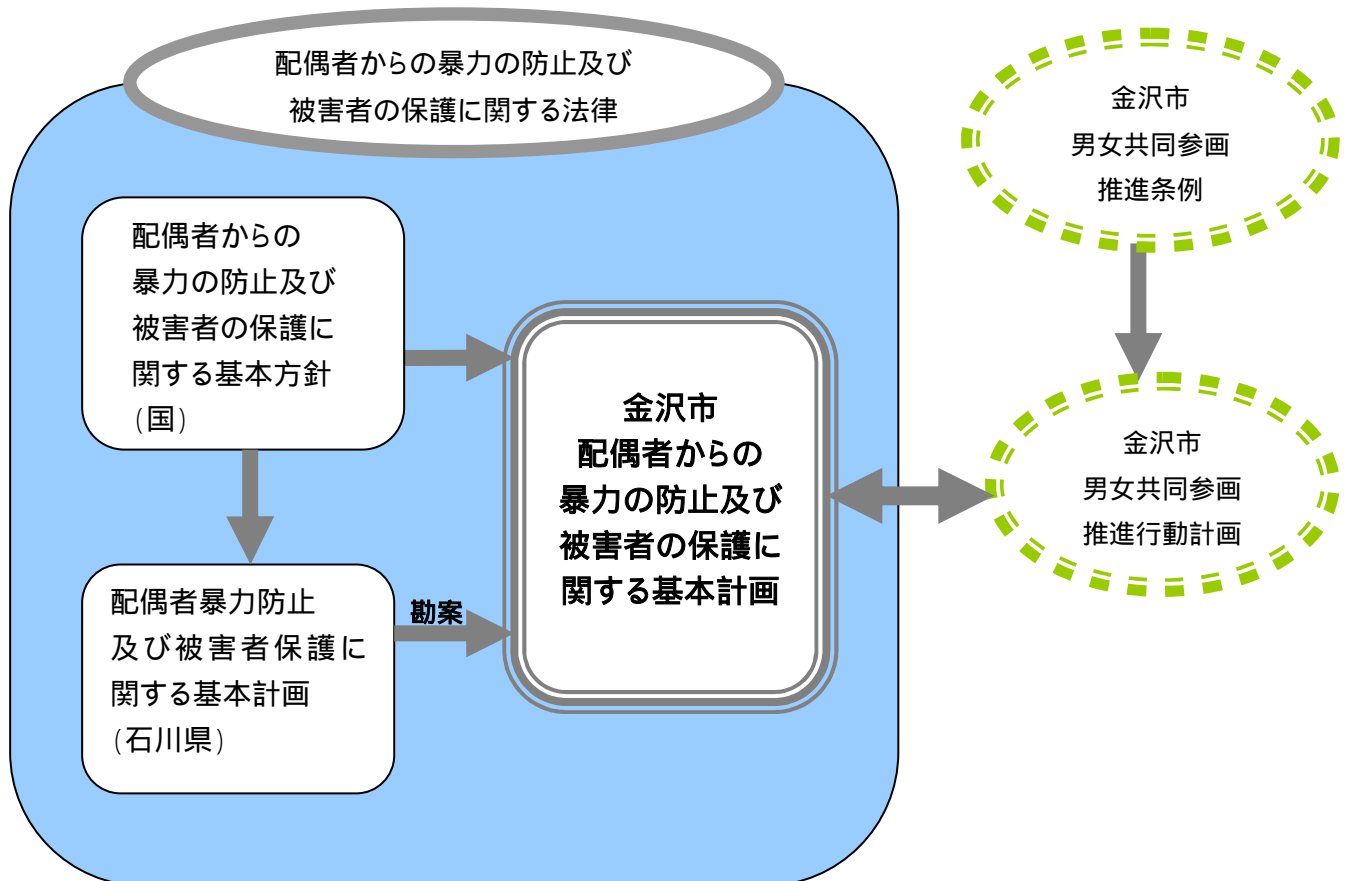 配偶者からの暴力の防止及び
被害者の保護に関する法律
配偶者からの
暴力の防止及び
被害者の保護に
関する基本方針
(国)
配偶者暴力防止
及び被害者保護に
関する基本計画
(石川県)
勘案
金沢市
配偶者からの
暴力の防止及び
被害者の保護に
関する基本計画
金沢市
男女共同参画
推進条例
金沢市
男女共同参画
推進行動計画